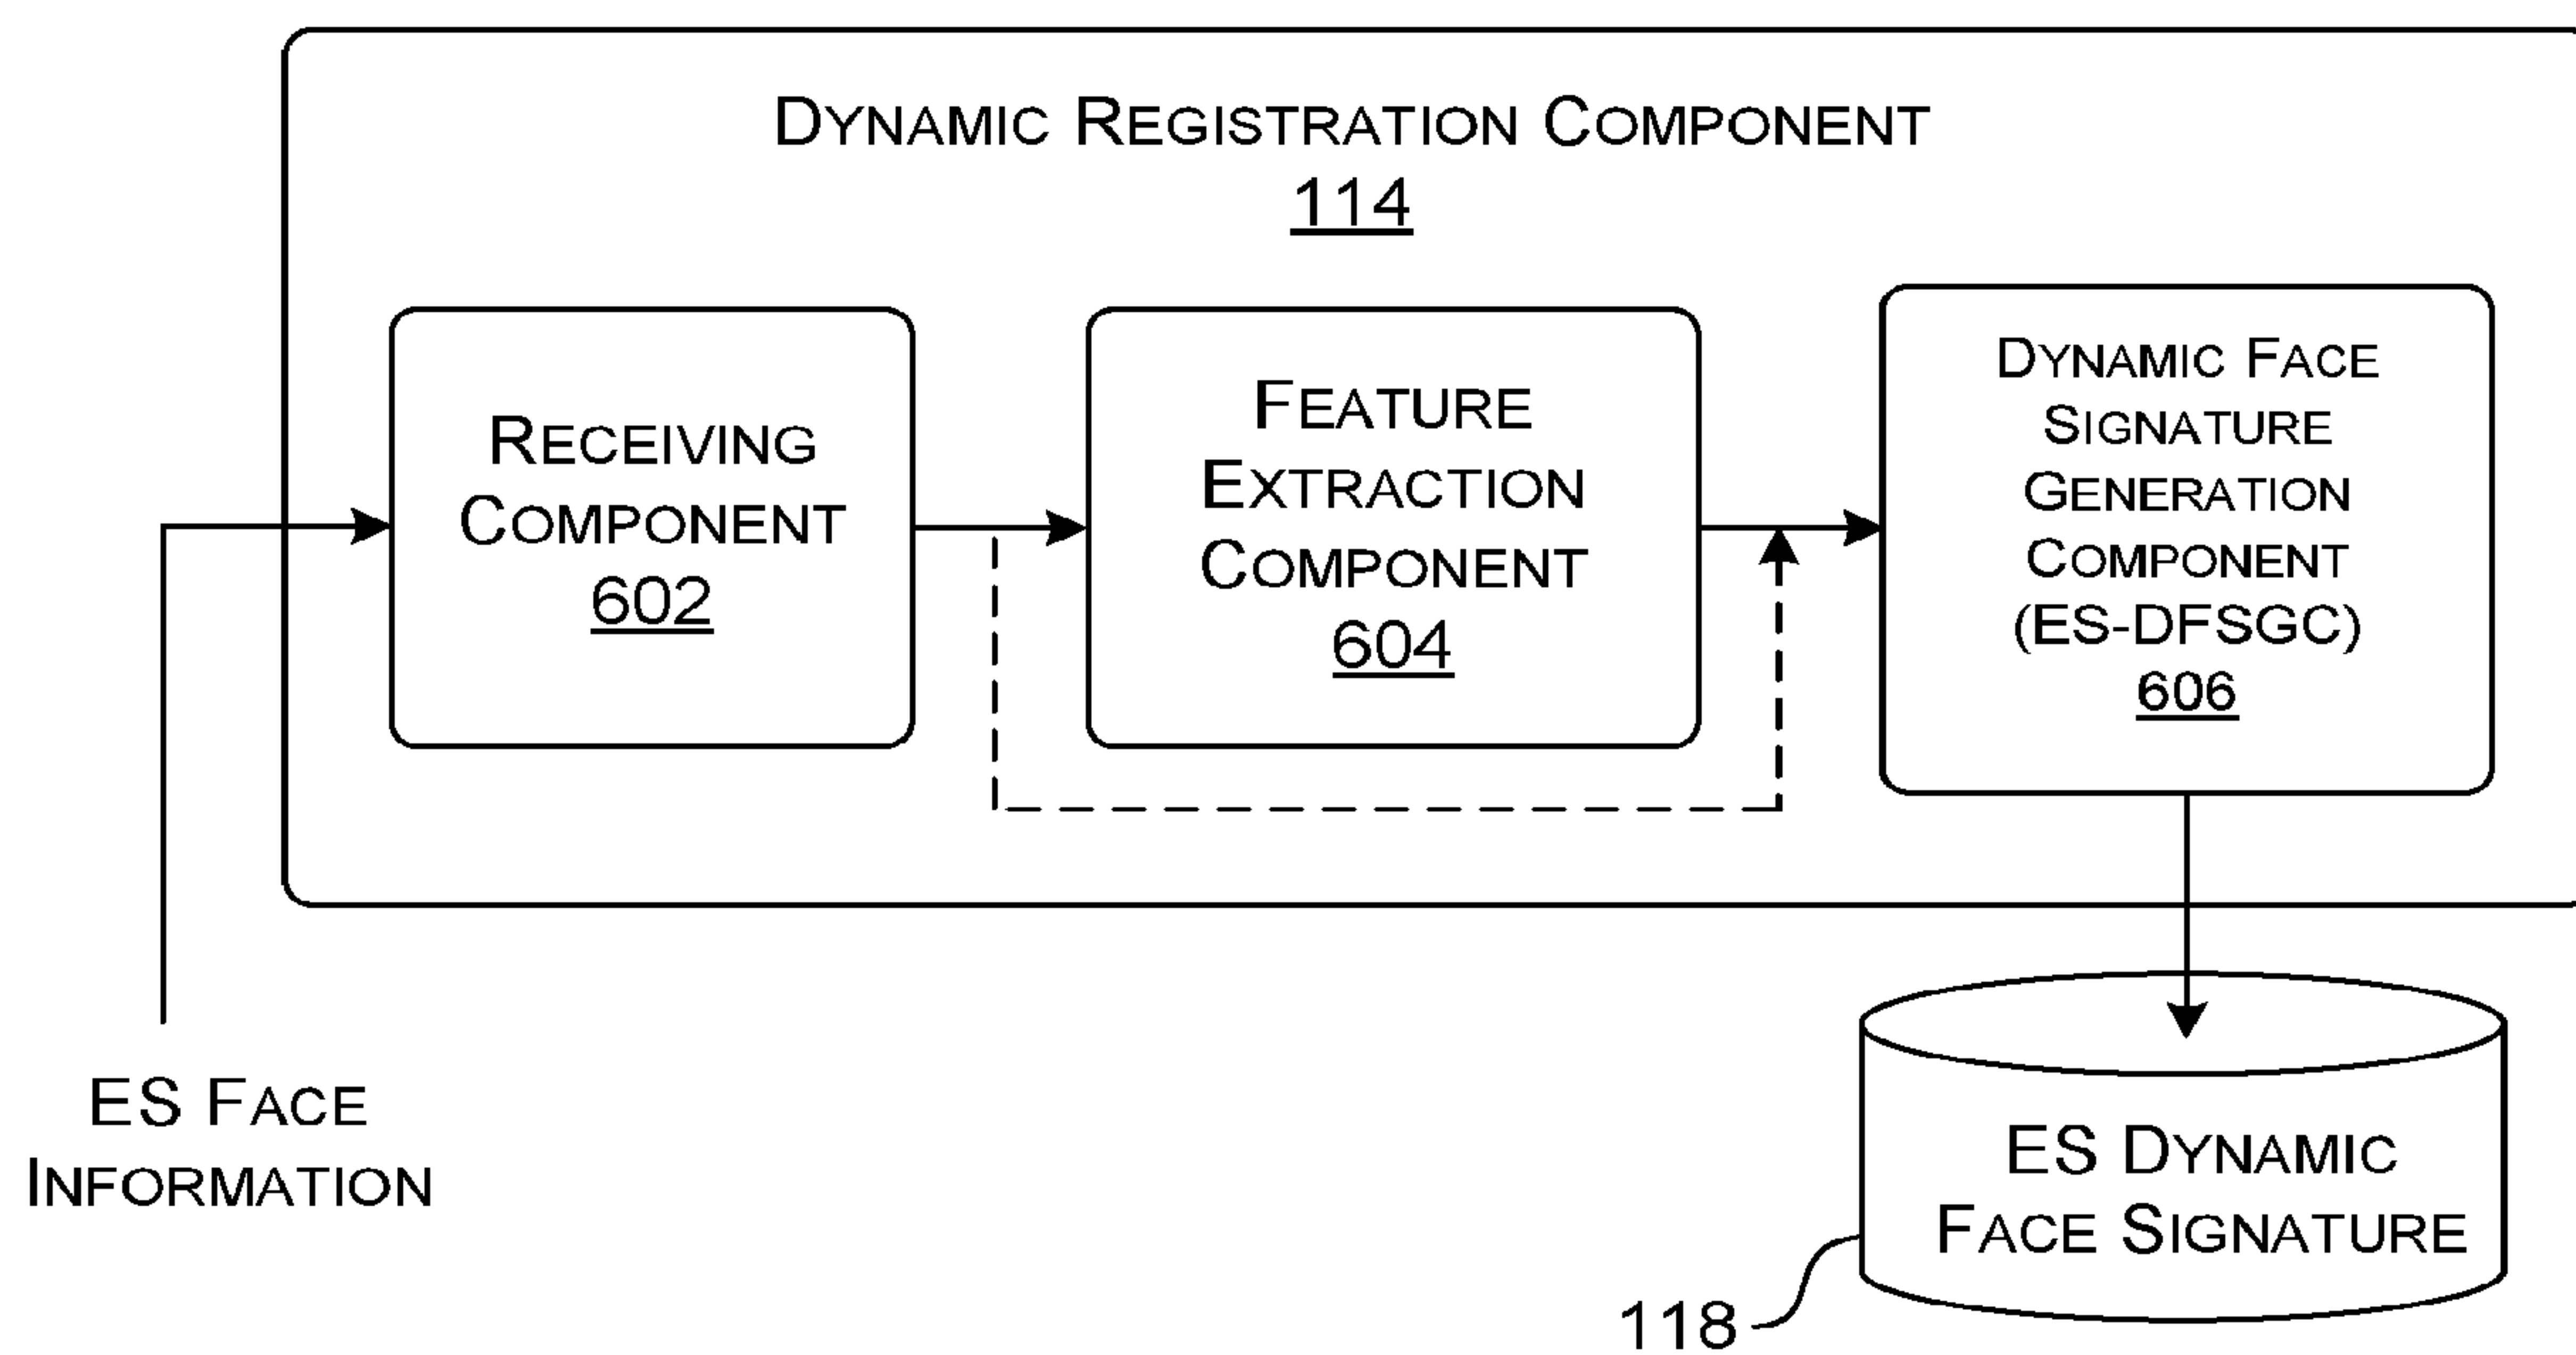 DYNAMIC REGISTRATION COMPONENT
114
RECEIVING
COMPONENT
602
FEATURE
EXTRACTION
COMPONENT
604
DYNAMIC FACE
SIGNATURE
GENERATION
COMPONENT
(ES-DFSGC)
606
ES FACE
INFORMATION
ES DYNAMIC
FACE SIGNATURE
118